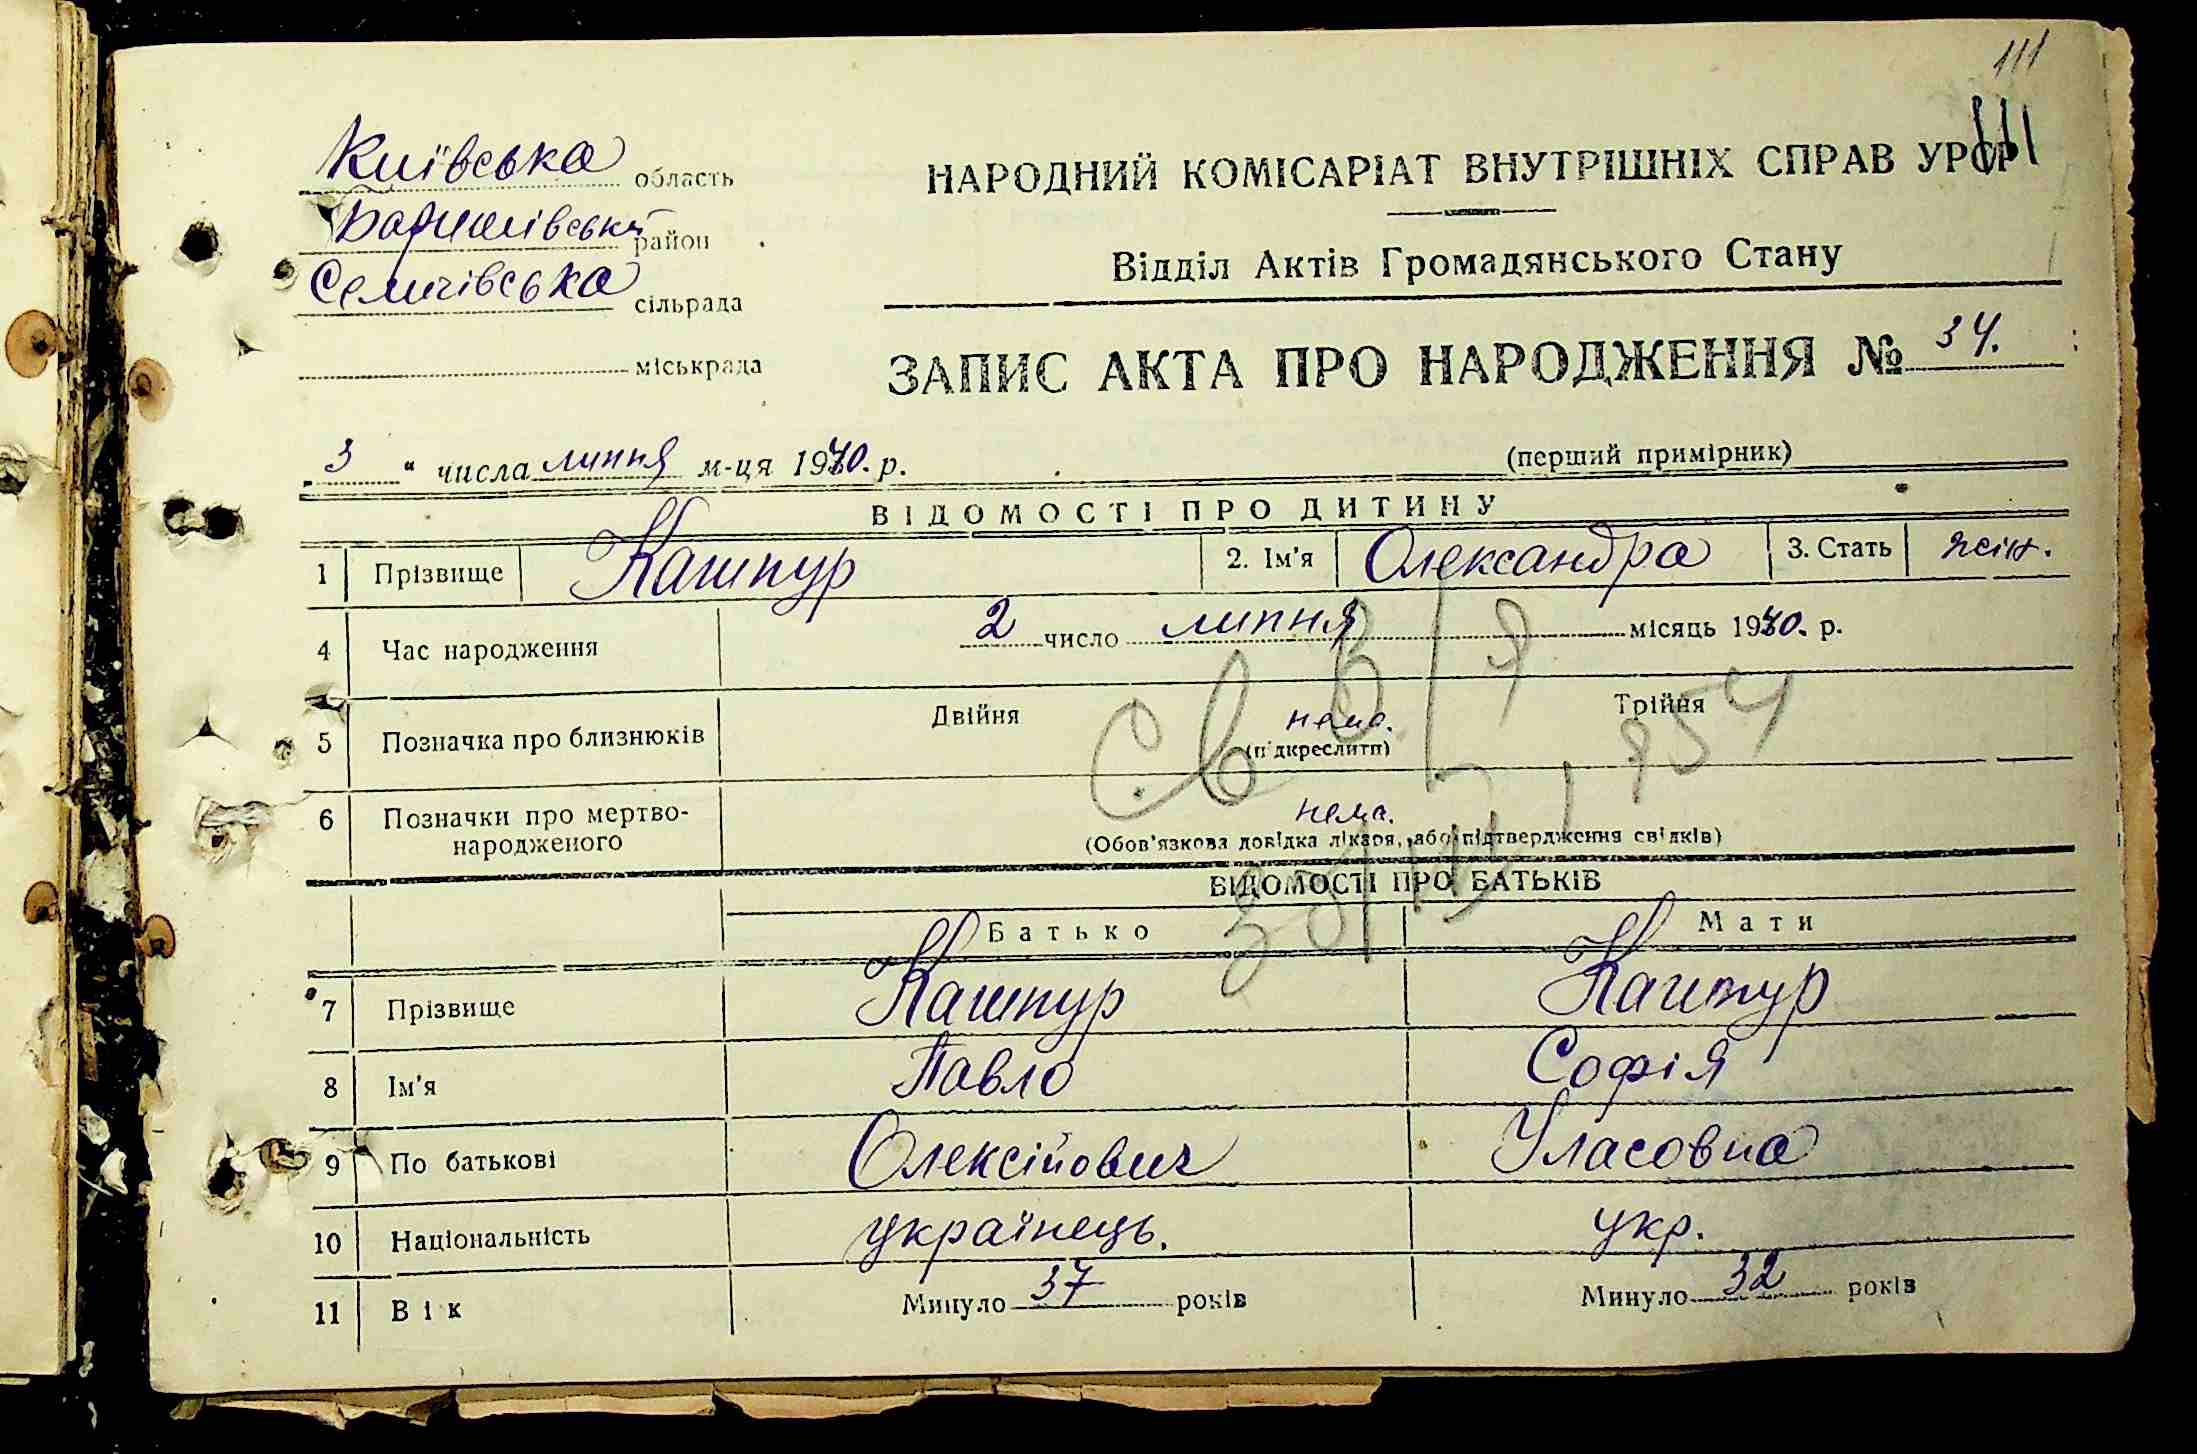 111
111
Київська область
НАРОДНИЙ КОМІСАРІАТ ВНУТРІШНІХ СПРАВ УРСР
Баришівський район
Відділ Актів Громадянського Стану
Семичівська сільрада
міськрада
ЗАПИС АКТА ПРО НАРОДЖЕННЯ № 34.
3 " числа липня м-ця 1940. р.
(перший примірник)
ВІДОМОСТІ ПРО ДИТИНУ
1 Прізвище Кашпур 2. Ім'я Олександра 3. Стать жін.
4 Час народження 2 число липня місяць 1940. р.
5 Позначка про близнюків Двійня нема. Трійня
(підкреслити)
6 Позначки про мертво-народженого нема.
(Обов'язкова довідка лікаря, або підтвердження свідків)
ВІДОМОСТІ ПРО БАТЬКІВ
Батько Мати
7 Прізвище Кашпур Кашпур
8 Ім'я Павло Софія
9 По батькові Олексійович Уласовна
10 Національність українець. укр.
11 Вік Минуло 37 років Минуло 32 років